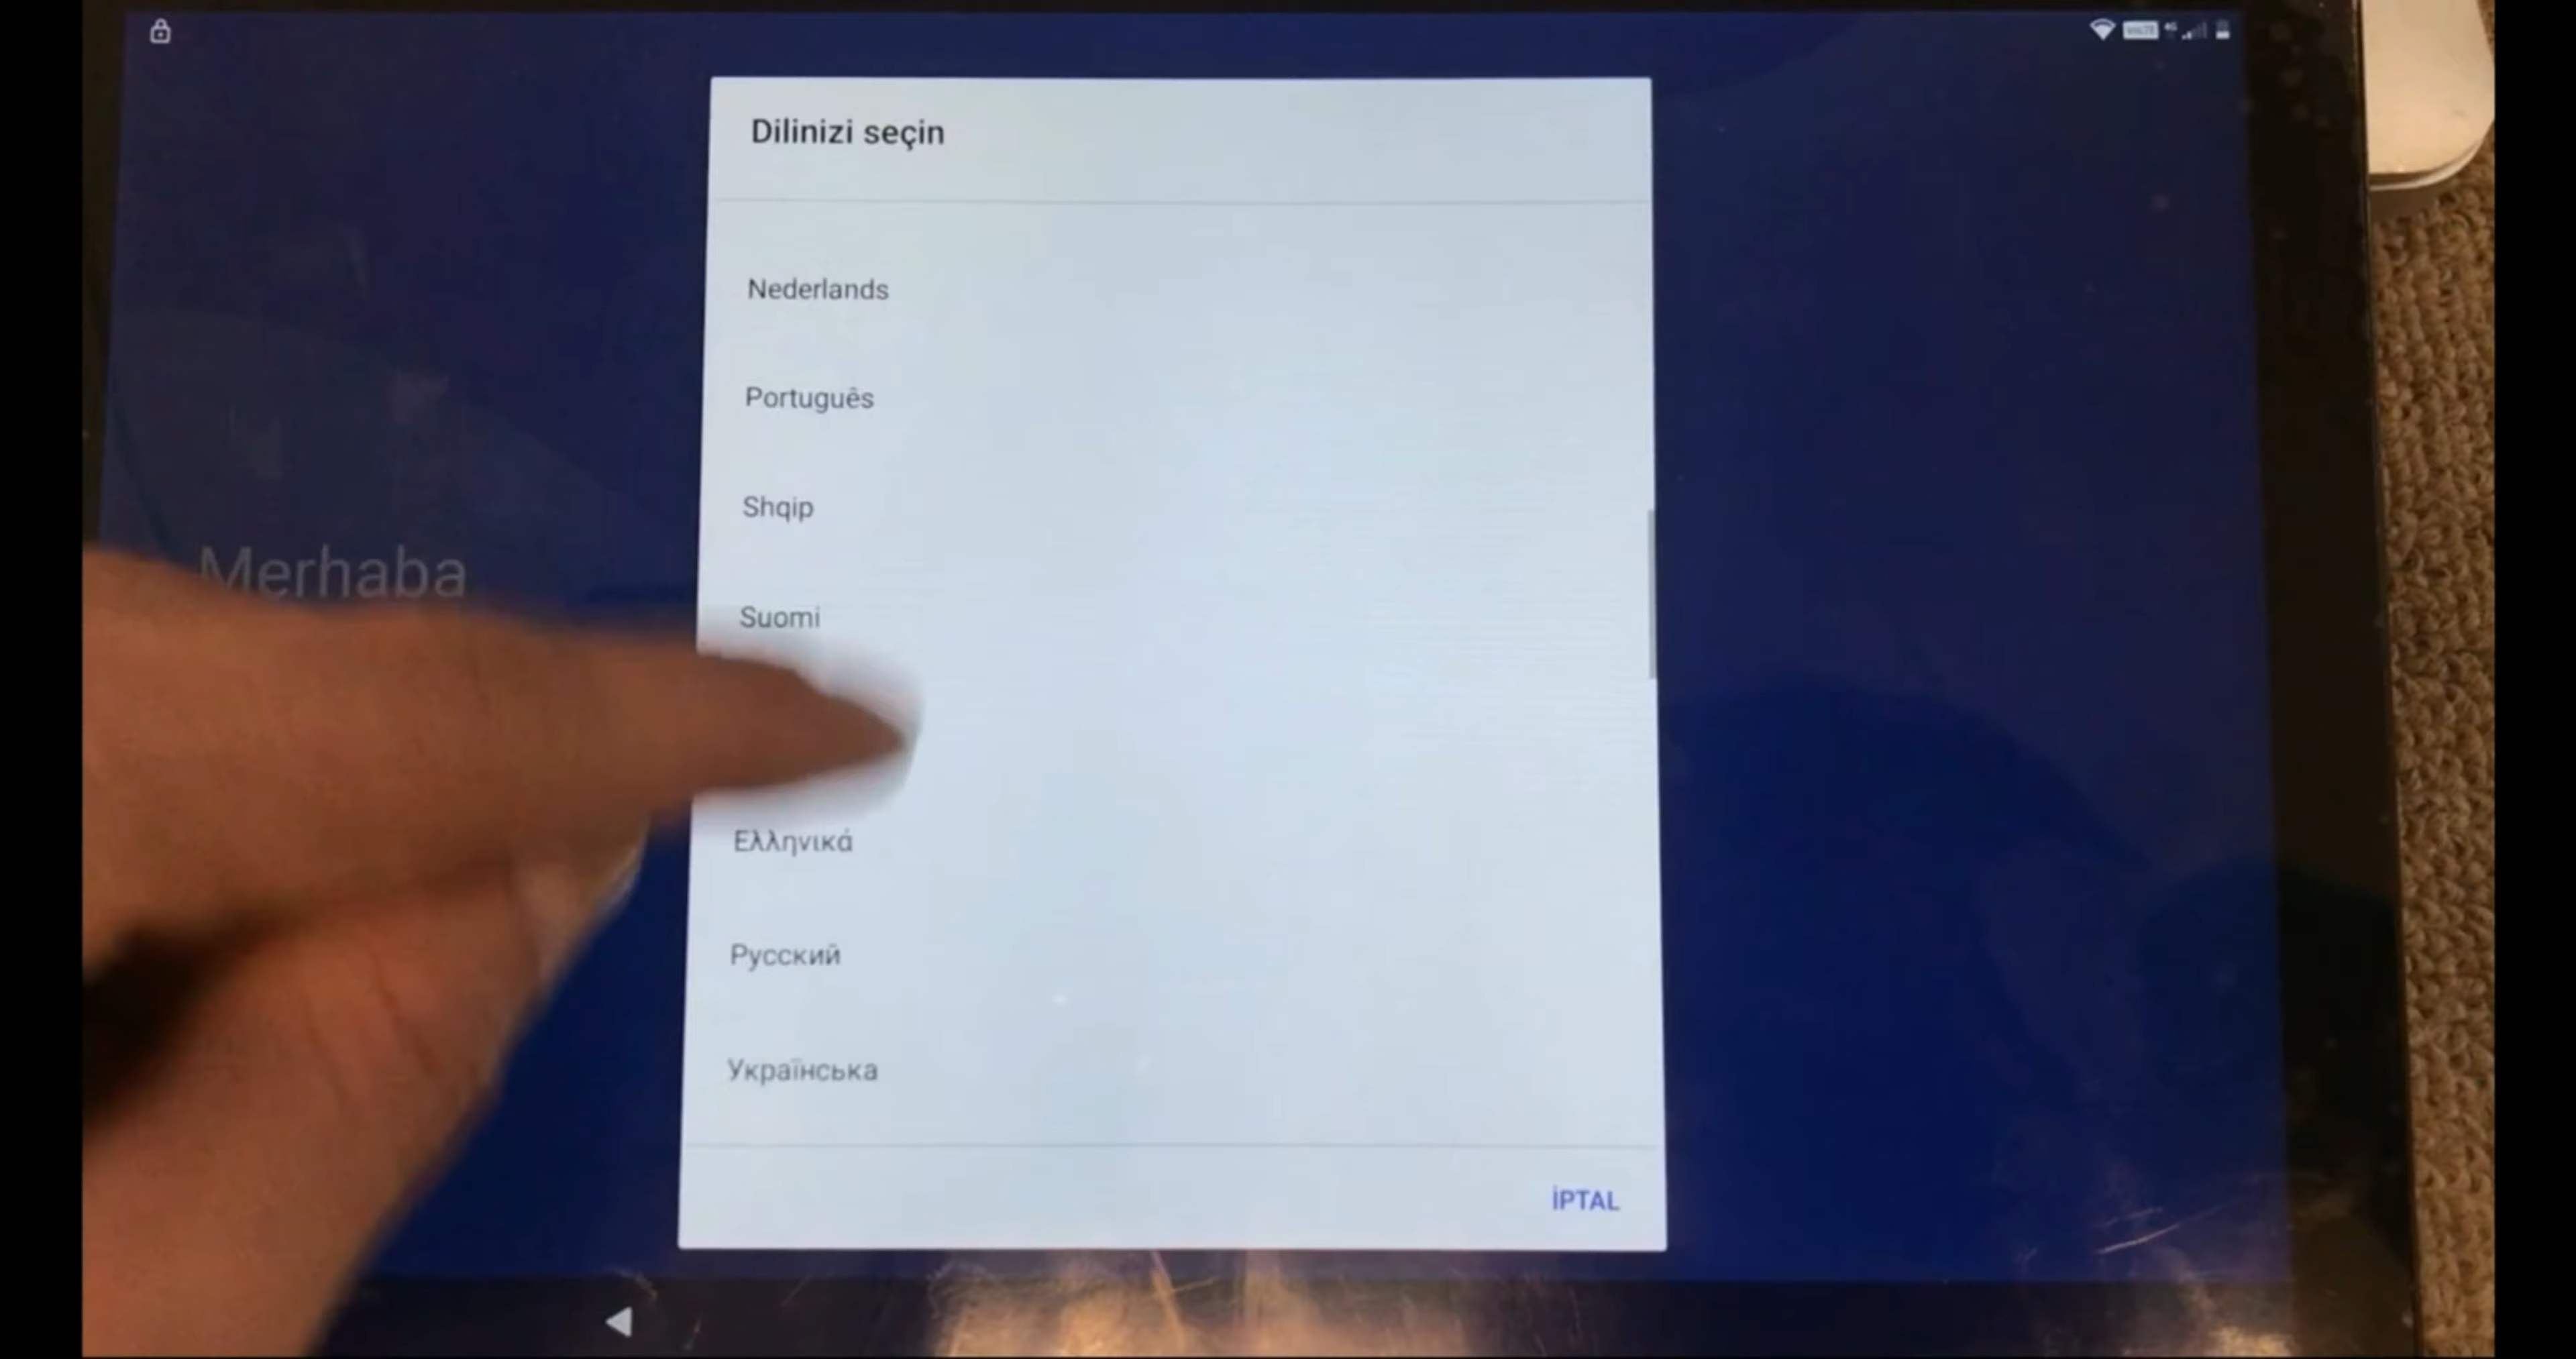 Dilinizi seçin
Nederlands
Português
Shqip
Merhaba
Suomi
Ελληνικά
Русский
Українська
İPTAL